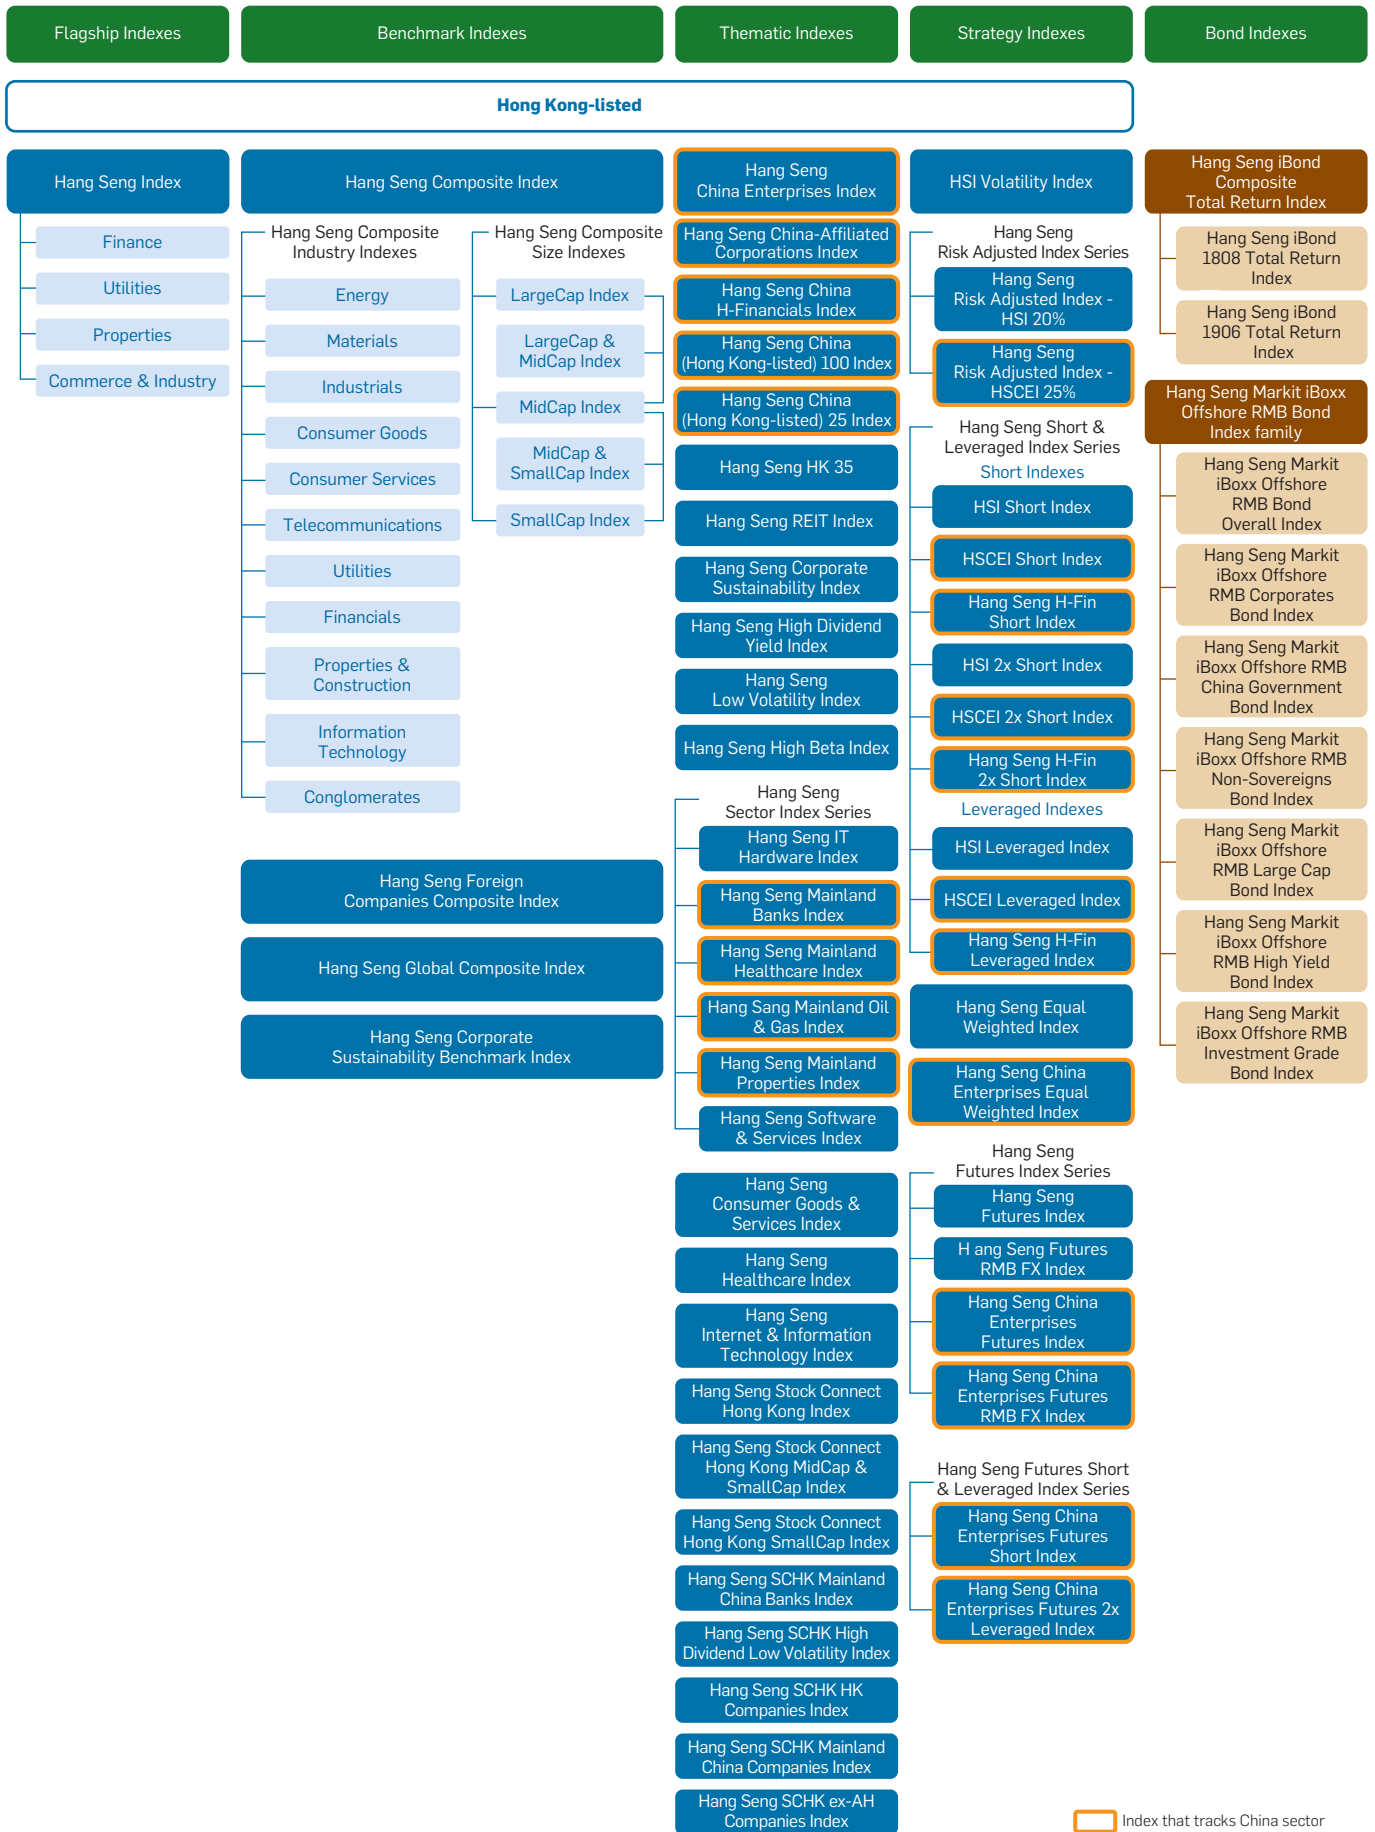 Flagship Indexes
Benchmark Indexes
Thematic Indexes
Strategy Indexes
Bond Indexes
Hong Kong-listed
Hang Seng Index
Finance
Utilities
Properties
Commerce & Industry
Hang Seng Composite Index
Hang Seng Composite
Industry Indexes
Energy
Materials
Industrials
Consumer Goods
Consumer Services
Telecommunications
Utilities
Financials
Properties &
Construction
Information
Technology
Conglomerates
Hang Seng Composite
Size Indexes
LargeCap Index
LargeCap &
MidCap Index
MidCap Index
MidCap &
SmallCap Index
SmallCap Index
Hang Seng Foreign
Companies Composite Index
Hang Seng Global Composite Index
Hang Seng Corporate
Sustainability Benchmark Index
Hang Seng
China Enterprises Index
Hang Seng China-Affiliated
Corporations Index
Hang Seng China
H-Financials Index
Hang Seng China
(Hong Kong-listed) 100 Index
Hang Seng China
(Hong Kong-listed) 25 Index
Hang Seng HK 35
Hang Seng REIT Index
Hang Seng Corporate
Sustainability Index
Hang Seng High Dividend
Yield Index
Hang Seng
Low Volatility Index
Hang Seng High Beta Index
Hang Seng
Sector Index Series
Hang Seng IT
Hardware Index
Hang Seng Mainland
Banks Index
Hang Seng Mainland
Healthcare Index
Hang Sang Mainland Oil
& Gas Index
Hang Seng Mainland
Properties Index
Hang Seng Software
& Services Index
Hang Seng
Consumer Goods &
Services Index
Hang Seng
Healthcare Index
Hang Seng
Internet & Information
Technology Index
Hang Seng Stock Connect
Hong Kong Index
Hang Seng Stock Connect
Hong Kong MidCap &
SmallCap Index
Hang Seng Stock Connect
Hong Kong SmallCap Index
Hang Seng SCHK Mainland
China Banks Index
Hang Seng SCHK High
Dividend Low Volatility Index
Hang Seng SCHK HK
Companies Index
Hang Seng SCHK Mainland
China Companies Index
Hang Seng SCHK ex-AH
Companies Index
HSI Volatility Index
Hang Seng
Risk Adjusted Index Series
Hang Seng
Risk Adjusted Index -
HSI 20%
Hang Seng
Risk Adjusted Index -
HSCEI 25%
Hang Seng Short &
Leveraged Index Series
Short Indexes
HSI Short Index
HSCEI Short Index
Hang Seng H-Fin
Short Index
HSI 2x Short Index
HSCEI 2x Short Index
Hang Seng H-Fin
2x Short Index
Leveraged Indexes
HSI Leveraged Index
HSCEI Leveraged Index
Hang Seng H-Fin
Leveraged Index
Hang Seng Equal
Weighted Index
Hang Seng China
Enterprises Equal
Weighted Index
Hang Seng
Futures Index Series
Hang Seng
Futures Index
H ang Seng Futures
RMB FX Index
Hang Seng China
Enterprises
Futures Index
Hang Seng China
Enterprises Futures
RMB FX Index
Hang Seng Futures Short
& Leveraged Index Series
Hang Seng China
Enterprises Futures
Short Index
Hang Seng China
Enterprises Futures 2x
Leveraged Index
Hang Seng iBond
Composite
Total Return Index
Hang Seng iBond
1808 Total Return
Index
Hang Seng iBond
1906 Total Return
Index
Hang Seng Markit iBoxx
Offshore RMB Bond
Index family
Hang Seng Markit
iBoxx Offshore
RMB Bond
Overall Index
Hang Seng Markit
iBoxx Offshore
RMB Corporates
Bond Index
Hang Seng Markit
iBoxx Offshore RMB
China Government
Bond Index
Hang Seng Markit
iBoxx Offshore RMB
Non-Sovereigns
Bond Index
Hang Seng Markit
iBoxx Offshore
RMB Large Cap
Bond Index
Hang Seng Markit
iBoxx Offshore
RMB High Yield
Bond Index
Hang Seng Markit
iBoxx Offshore RMB
Investment Grade
Bond Index
Index that tracks China sector